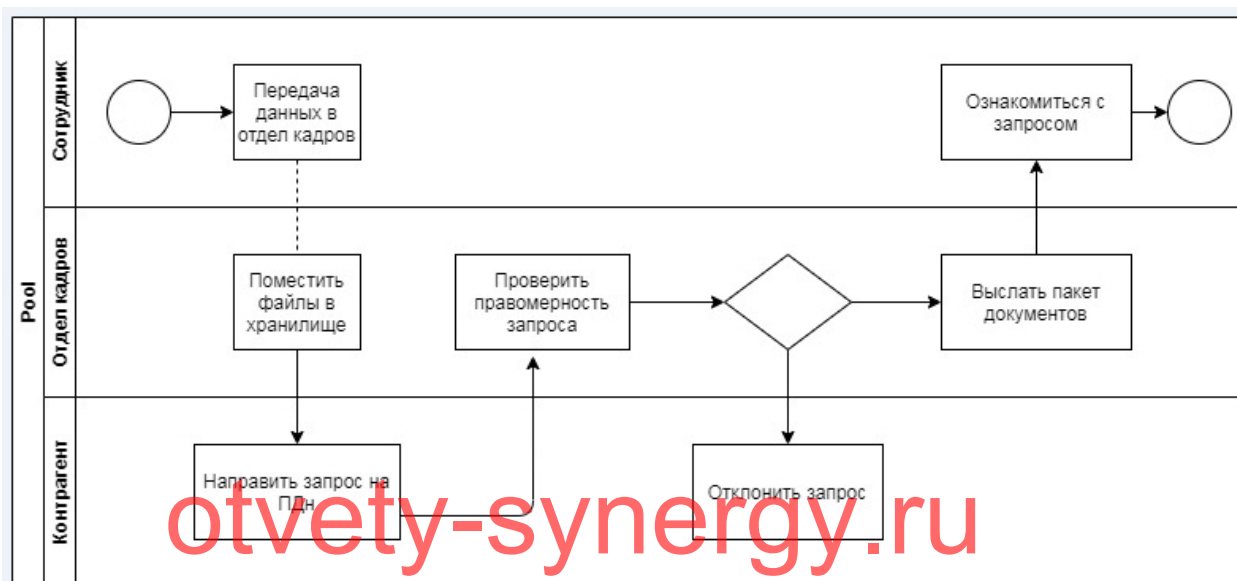 Pool
Сотрудник
Передача
данных в
отдел кадров
Ознакомиться с
запросом
Отдел кадров
Поместить
файлы в
хранилище
Проверить
правомерность
запроса
Выслать пакет
документов
Контрагент
Направить запрос на
ПДн
Отклонить запрос
otvety-synergy.ru